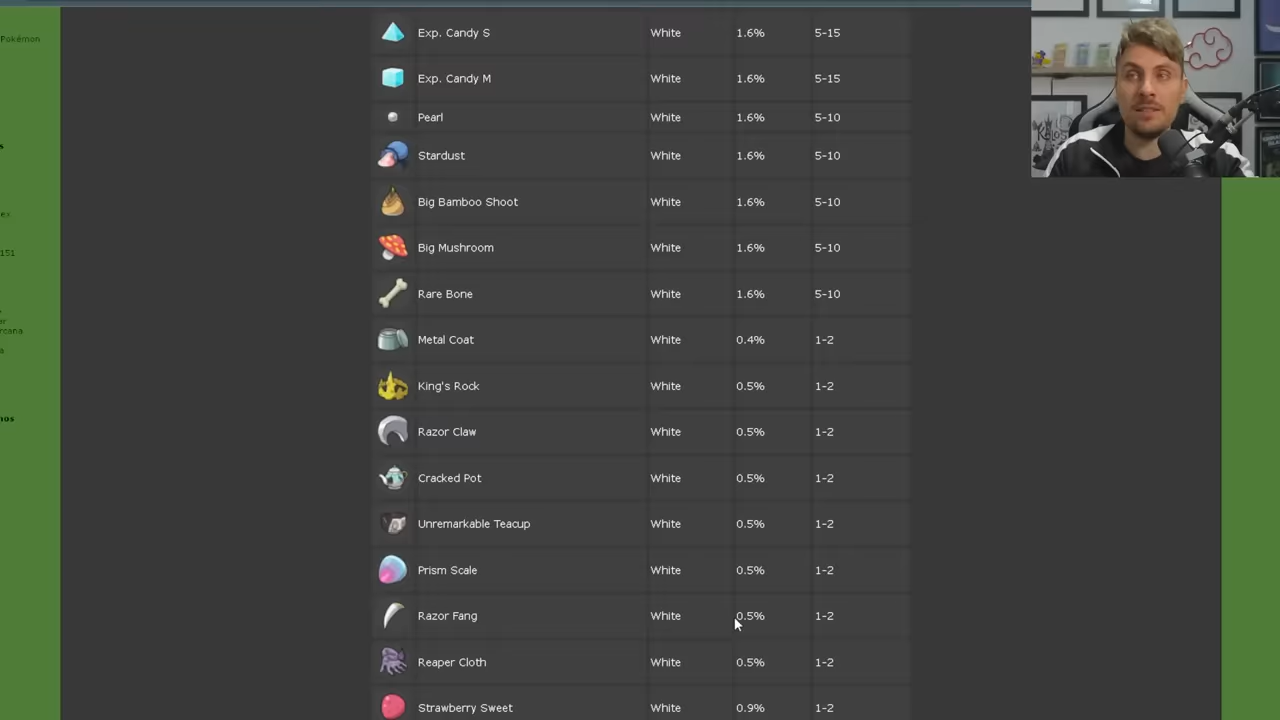 Pokémon
Exp. Candy S White 1.6% 5-15
Exp. Candy M White 1.6% 5-15
Pearl White 1.6% 5-10
Stardust White 1.6% 5-10
Big Bamboo Shoot White 1.6% 5-10
Big Mushroom White 1.6% 5-10
151
Rare Bone White 1.6% 5-10
Metal Coat White 0.4% 1-2
King's Rock White 0.5% 1-2
Razor Claw White 0.5% 1-2
Cracked Pot White 0.5% 1-2
Unremarkable Teacup White 0.5% 1-2
Prism Scale White 0.5% 1-2
Razor Fang White 0.5% 1-2
Reaper Cloth White 0.5% 1-2
Strawberry Sweet White 0.9% 1-2